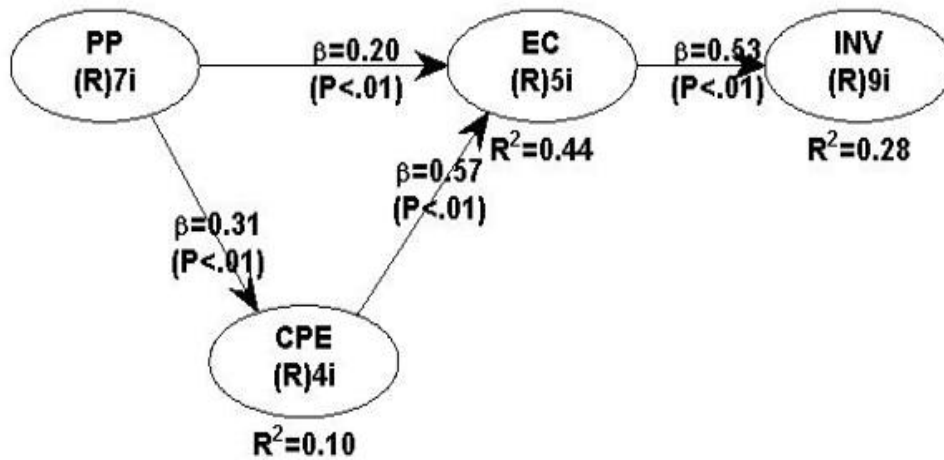 PP
(R)7i
β=0.20
(P<.01)
EC
(R)5i
R²=0.44
β=0.53
(P<.01)
INV
(R)9i
R²=0.28
β=0.31
(P<.01)
β=0.57
(P<.01)
CPE
(R)4i
R²=0.10